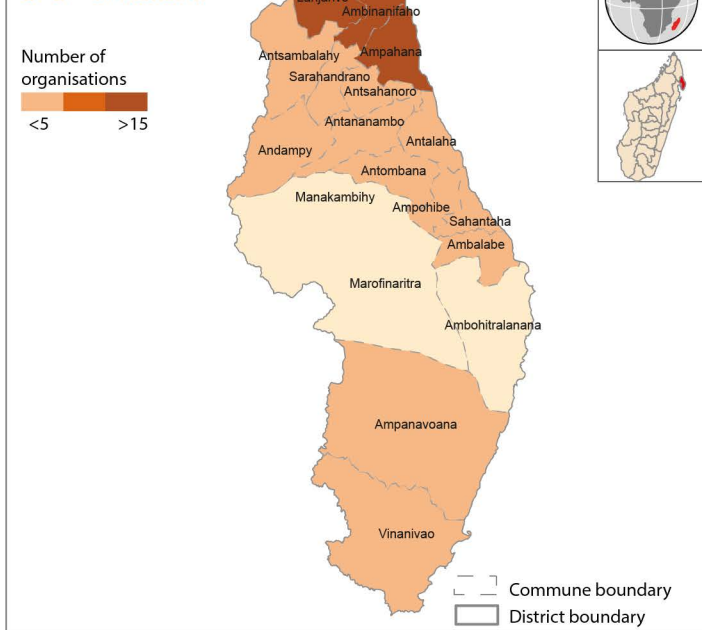 Ambinanifaho
Ampahana
Antsambalahy
Sarahandrano
Antsahanoro
Number of
organisations
<5
>15
Antananambo
Antalaha
Andampy
Antombana
Manakambihy
Ampohibe
Sahantaha
Ambalabe
Marofinaritra
Ambohitralanana
Ampanavoana
Vinanivao
Commune boundary
District boundary